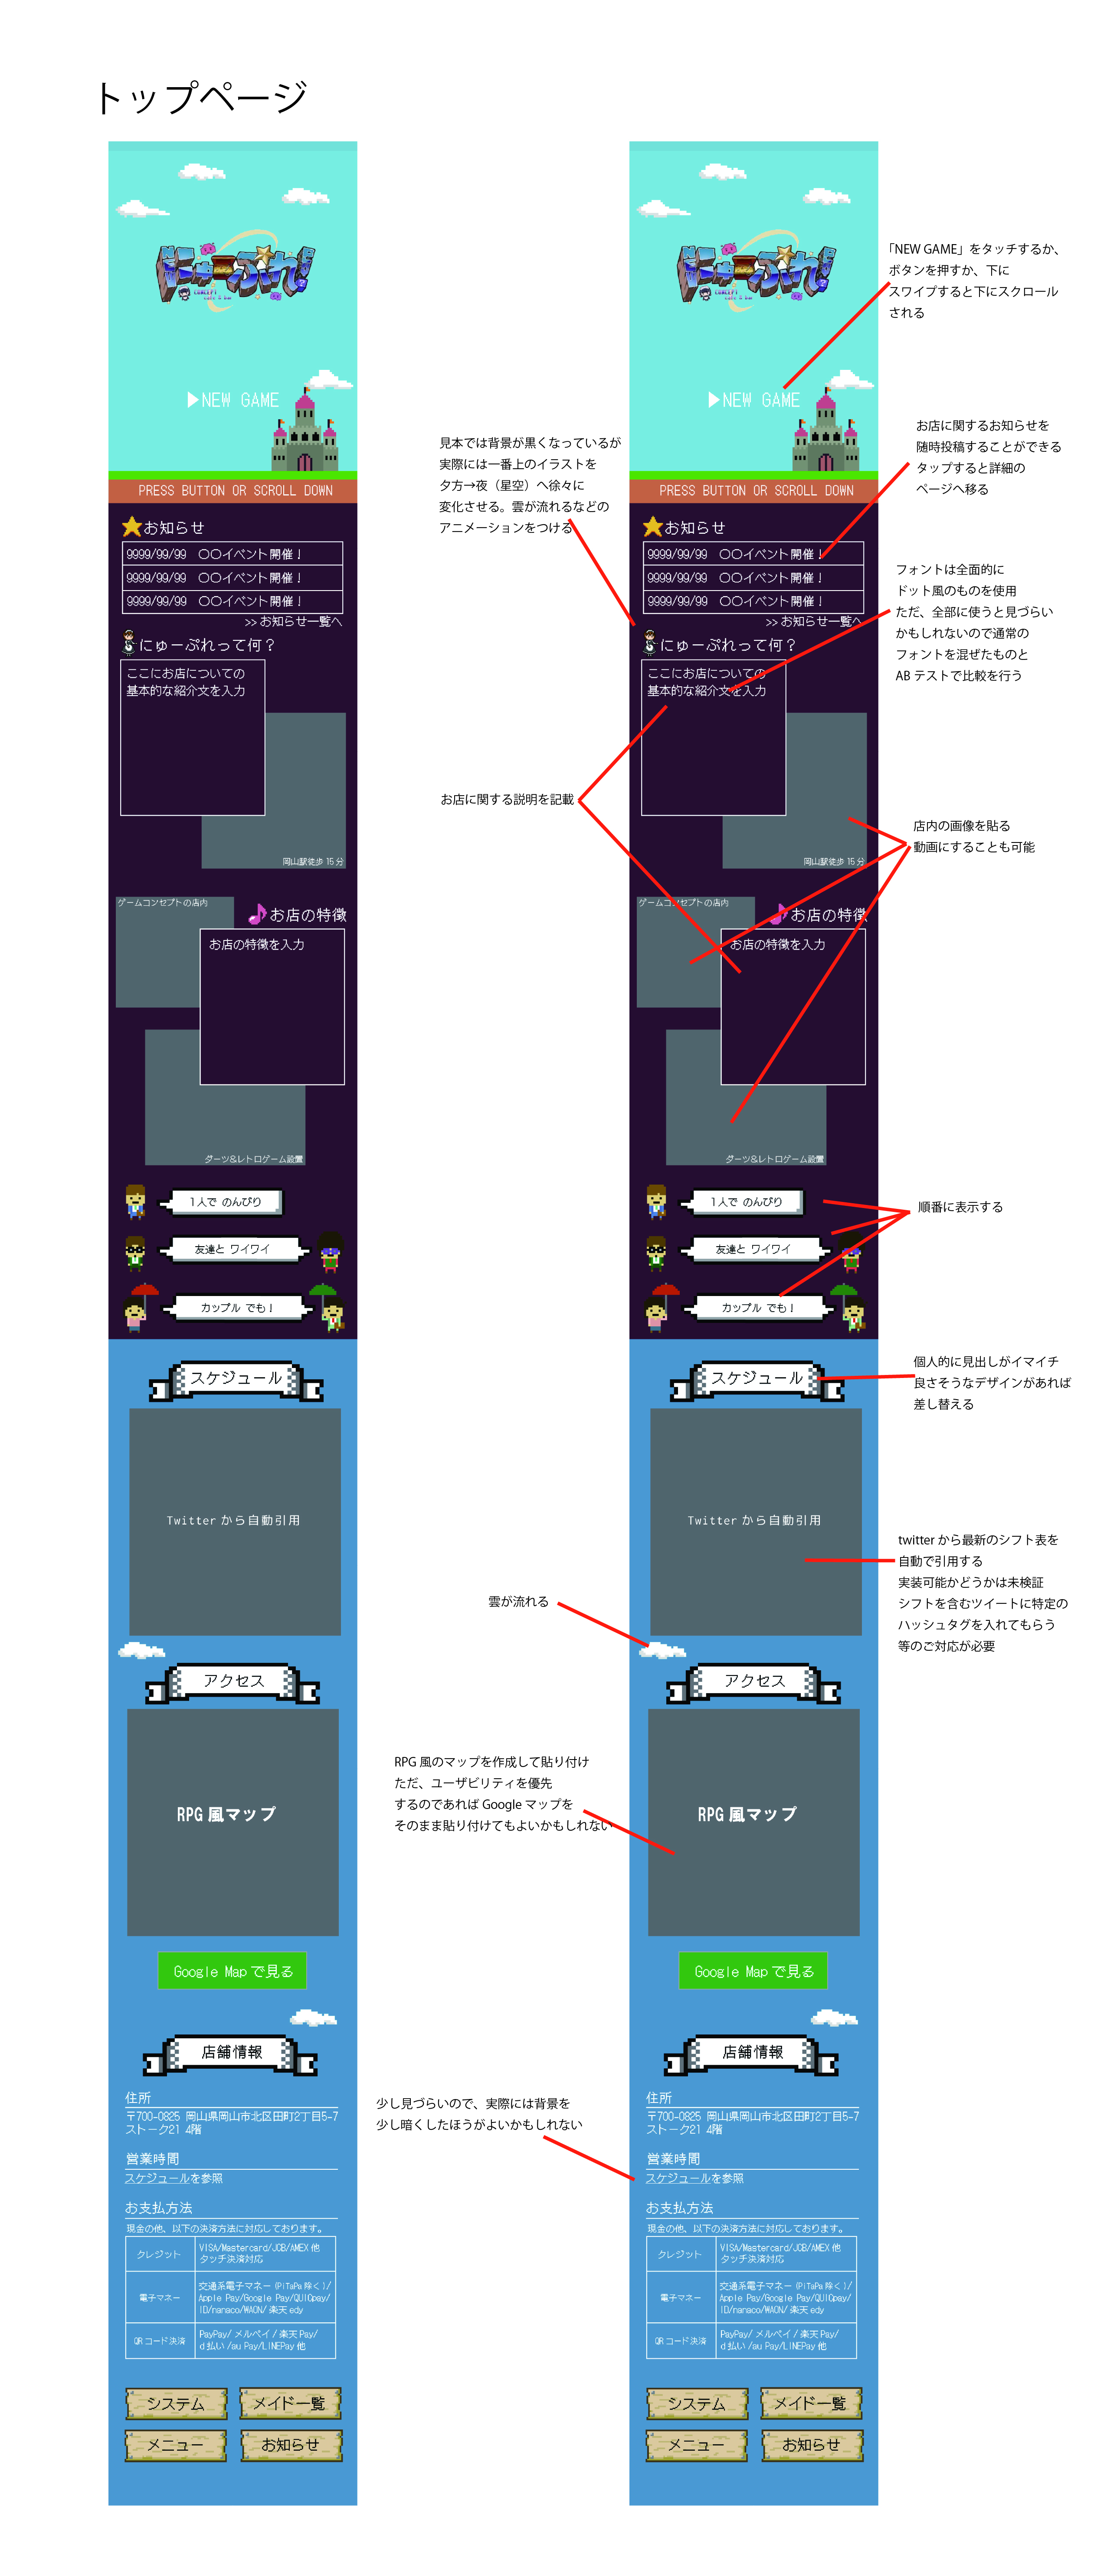 トップページ
にゅーぷれ!
CONCEPT
▶NEW GAME
PRESS BUTTON OR SCROLL DOWN
お知らせ
9999/99/99 〇〇イベント開催！
9999/99/99 〇〇イベント開催！
9999/99/99 〇〇イベント開催！
>> お知らせ一覧へ
にゅーぷれって何？
ここにお店についての
基本的な紹介文を入力
岡山駅徒歩 15 分
ゲームコンセプトの店内
お店の特徴
お店の特徴を入力
ダーツ&レトロゲーム設置
1人で のんびり
友達と ワイワイ
カップル でも！
スケジュール
Twitter から自動引用
アクセス
RPG 風マップ
Google Map で見る
店舗情報
住所
〒700-0825 岡山県岡山市北区田町2丁目5-7
ストーク21 4階
営業時間
スケジュールを参照
お支払方法
現金の他、以下の決済方法に対応しております。
クレジット
VISA/Mastercard/JCB/AMEX 他
タッチ決済対応
電子マネー
交通系電子マネー (PiTaPa 除く)/
Apple Pay/Google Pay/QUICpay/
iD/nanaco/WAON/ 楽天 edy
QR コード決済
PayPay/ メルペイ / 楽天 Pay/
d 払い /au Pay/LINEPay 他
システム
メイド一覧
メニュー
お知らせ
見本では背景が黒くなっているが
実際には一番上のイラストを
夕方→夜（星空）へ徐々に
変化させる。雲が流れるなどの
アニメーションをつける
お店に関する説明を記載
雲が流れる
RPG 風のマップを作成して貼り付け
ただ、ユーザビリティを優先
するのであれば Google マップを
そのまま貼り付けてもよいかもしれない
少し見づらいので、実際には背景を
少し暗くしたほうがよいかもしれない
にゅーぷれ!
CONCEPT
▶NEW GAME
PRESS BUTTON OR SCROLL DOWN
お知らせ
9999/99/99 〇〇イベント開催！
9999/99/99 〇〇イベント開催！
9999/99/99 〇〇イベント開催！
>> お知らせ一覧へ
にゅーぷれって何？
ここにお店についての
基本的な紹介文を入力
岡山駅徒歩 15 分
ゲームコンセプトの店内
お店の特徴
お店の特徴を入力
ダーツ&レトロゲーム設置
1人で のんびり
友達と ワイワイ
カップル でも！
スケジュール
Twitter から自動引用
アクセス
RPG 風マップ
Google Map で見る
店舗情報
住所
〒700-0825 岡山県岡山市北区田町2丁目5-7
ストーク21 4階
営業時間
スケジュールを参照
お支払方法
現金の他、以下の決済方法に対応しております。
クレジット
VISA/Mastercard/JCB/AMEX 他
タッチ決済対応
電子マネー
交通系電子マネー (PiTaPa 除く)/
Apple Pay/Google Pay/QUICpay/
iD/nanaco/WAON/ 楽天 edy
QR コード決済
PayPay/ メルペイ / 楽天 Pay/
d 払い /au Pay/LINEPay 他
システム
メイド一覧
メニュー
お知らせ
「NEW GAME」をタッチするか、
ボタンを押すか、下に
スワイプすると下にスクロール
される
お店に関するお知らせを
随時投稿することができる
タップすると詳細の
ページへ移る
フォントは全面的に
ドット風のものを使用
ただ、全部に使うと見づらい
かもしれないので通常の
フォントを混ぜたものと
AB テストで比較を行う
店内の画像を貼る
動画にすることも可能
順番に表示する
個人的に見出しがイマイチ
良さそうなデザインがあれば
差し替える
twitter から最新のシフト表を
自動で引用する
実装可能かどうかは未検証
シフトを含むツイートに特定の
ハッシュタグを入れてもらう
等のご対応が必要